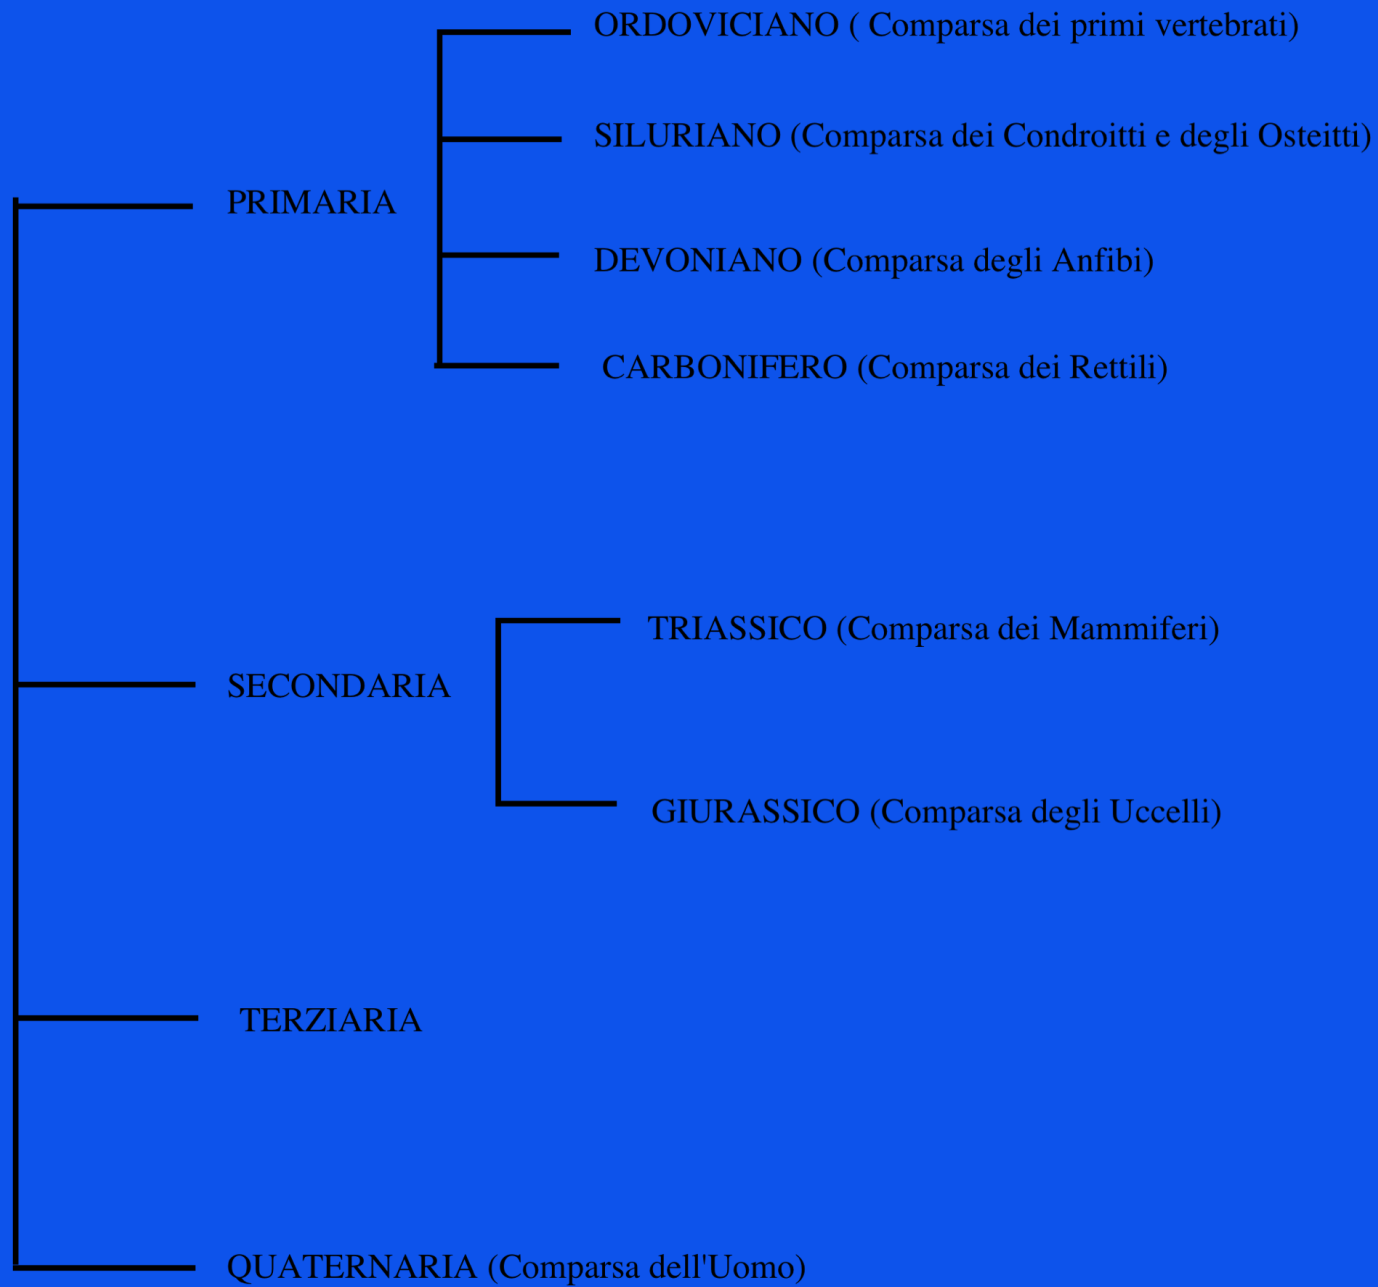 ORDOVICIANO ( Comparsa dei primi vertebrati)
SILURIANO (Comparsa dei Condroitti e degli Osteitti)
PRIMARIA
DEVONIANO (Comparsa degli Anfibi)
CARBONIFERO (Comparsa dei Rettili)
TRIASSICO (Comparsa dei Mammiferi)
SECONDARIA
GIURASSICO (Comparsa degli Uccelli)
TERZIARIA
QUATERNARIA (Comparsa dell'Uomo)